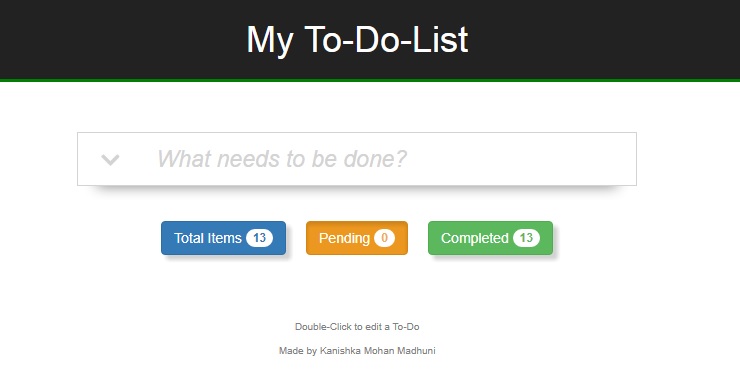 My To-Do-List
What needs to be done?
Total Items 13 Pending 0 Completed 13
Double-Click to edit a To-Do
Made by Kanishka Mohan Madhuni